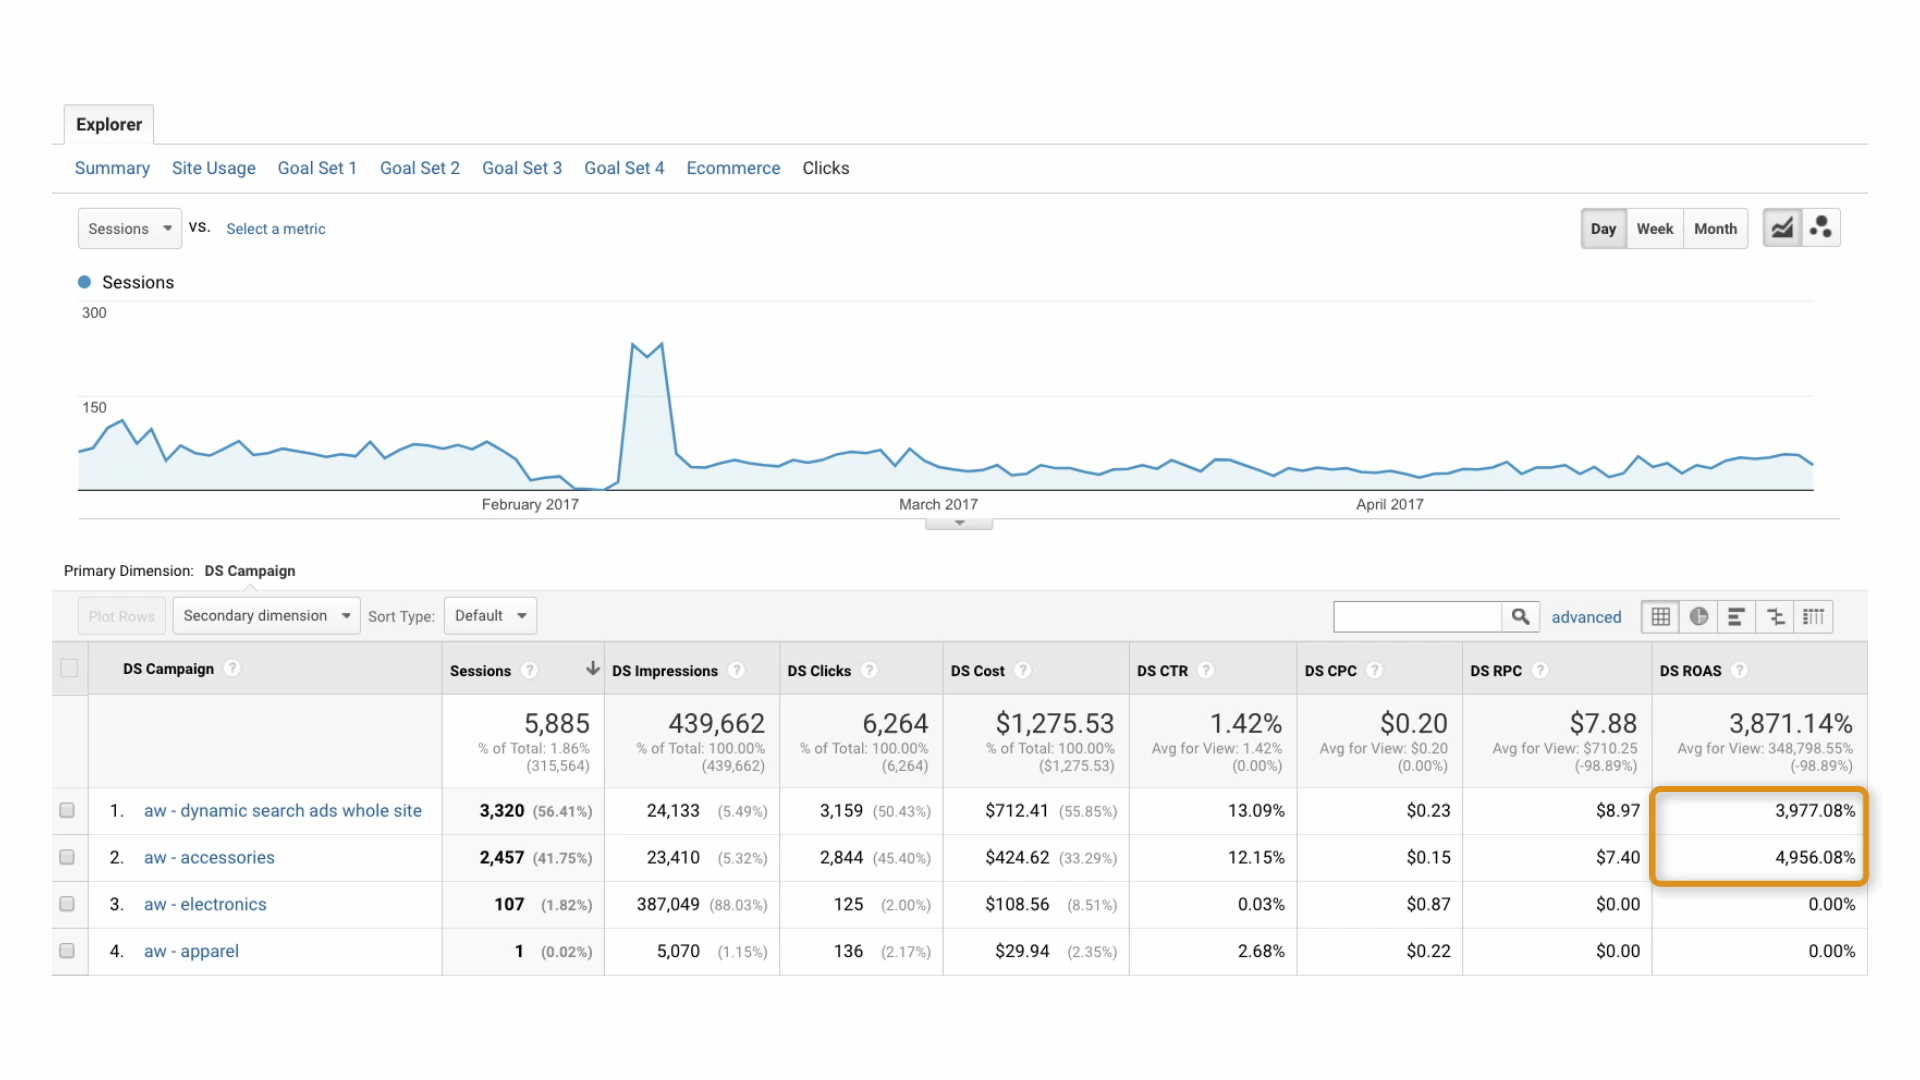 Explorer
Summary Site Usage Goal Set 1 Goal Set 2 Goal Set 3 Goal Set 4 Ecommerce Clicks
Sessions VS. Select a metric Day Week Month
Sessions
300
150
February 2017 March 2017 April 2017
Primary Dimension: DS Campaign
Plot Rows Secondary dimension Sort Type: Default advanced
DS Campaign ? Sessions ? DS Impressions ? DS Clicks ? DS Cost ? DS CTR ? DS CPC ? DS RPC ? DS ROAS ?
5,885 439,662 6,264 $1,275.53 1.42% $0.20 $7.88 3,871.14%
% of Total: 1.86% % of Total: 100.00% % of Total: 100.00% % of Total: 100.00% Avg for View: 1.42% Avg for View: $0.20 Avg for View: $710.25 Avg for View: 348,798.55%
(315,564) (439,662) (6,264) ($1,275.53) (0.00%) (0.00%) (-98.89%) (-98.89%)
1. aw - dynamic search ads whole site 3,320 (56.41%) 24,133 (5.49%) 3,159 (50.43%) $712.41 (55.85%) 13.09% $0.23 $8.97 3,977.08%
2. aw - accessories 2,457 (41.75%) 23,410 (5.32%) 2,844 (45.40%) $424.62 (33.29%) 12.15% $0.15 $7.40 4,956.08%
3. aw - electronics 107 (1.82%) 387,049 (88.03%) 125 (2.00%) $108.56 (8.51%) 0.03% $0.87 $0.00 0.00%
4. aw - apparel 1 (0.02%) 5,070 (1.15%) 136 (2.17%) $29.94 (2.35%) 2.68% $0.22 $0.00 0.00%